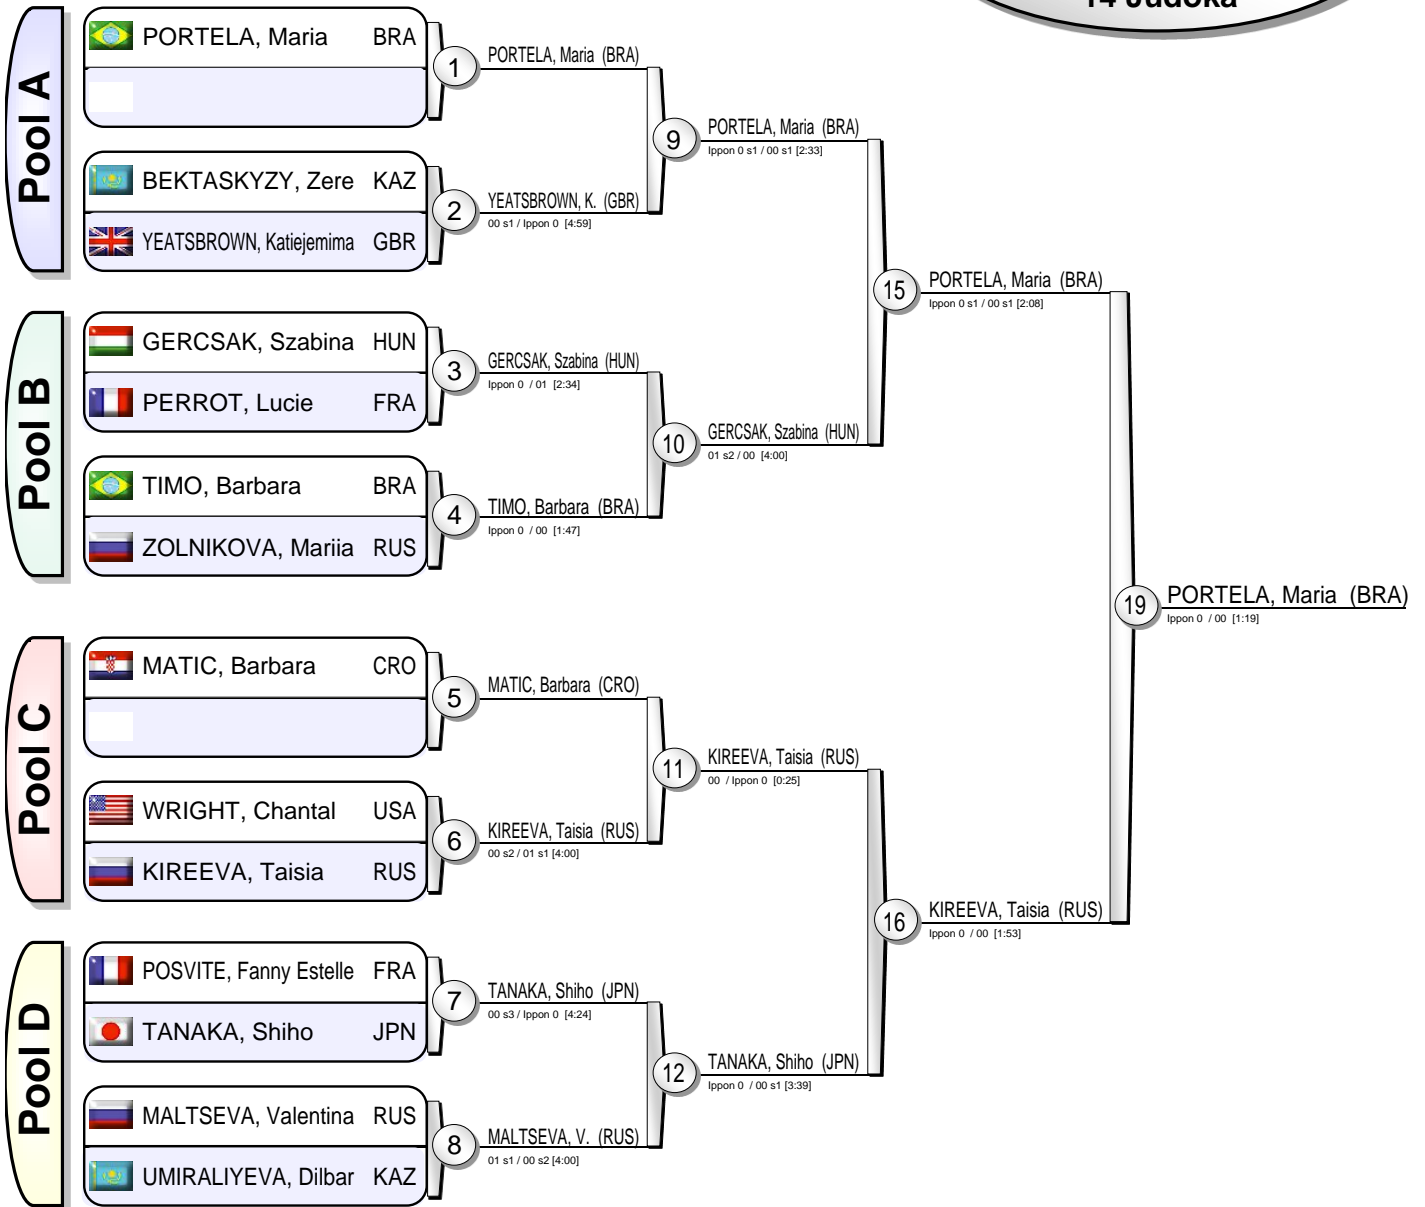 14 Judoka
Pool A
PORTELA, Maria BRA
BEKTASKYZY, Zere KAZ
YEATSBROWN, Katiejemima GBR
1
PORTELA, Maria (BRA)
2
YEATSBROWN, K. (GBR)
00 s1 / Ippon 0 [4:59]
9
PORTELA, Maria (BRA)
Ippon 0 s1 / 00 s1 [2:33]
Pool B
GERCSAK, Szabina HUN
PERROT, Lucie FRA
TIMO, Barbara BRA
ZOLNIKOVA, Mariia RUS
3
GERCSAK, Szabina (HUN)
Ippon 0 / 01 [2:34]
4
TIMO, Barbara (BRA)
Ippon 0 / 00 [1:47]
10
GERCSAK, Szabina (HUN)
01 s2 / 00 [4:00]
15
PORTELA, Maria (BRA)
Ippon 0 s1 / 00 s1 [2:08]
Pool C
MATIC, Barbara CRO
WRIGHT, Chantal USA
KIREEVA, Taisia RUS
5
MATIC, Barbara (CRO)
6
KIREEVA, Taisia (RUS)
00 s2 / 01 s1 [4:00]
11
KIREEVA, Taisia (RUS)
00 / Ippon 0 [0:25]
Pool D
POSVITE, Fanny Estelle FRA
TANAKA, Shiho JPN
MALTSEVA, Valentina RUS
UMIRALIYEVA, Dilbar KAZ
7
TANAKA, Shiho (JPN)
00 s3 / Ippon 0 [4:24]
8
MALTSEVA, V. (RUS)
01 s1 / 00 s2 [4:00]
12
TANAKA, Shiho (JPN)
Ippon 0 / 00 s1 [3:39]
16
KIREEVA, Taisia (RUS)
Ippon 0 / 00 [1:53]
19
PORTELA, Maria (BRA)
Ippon 0 / 00 [1:19]